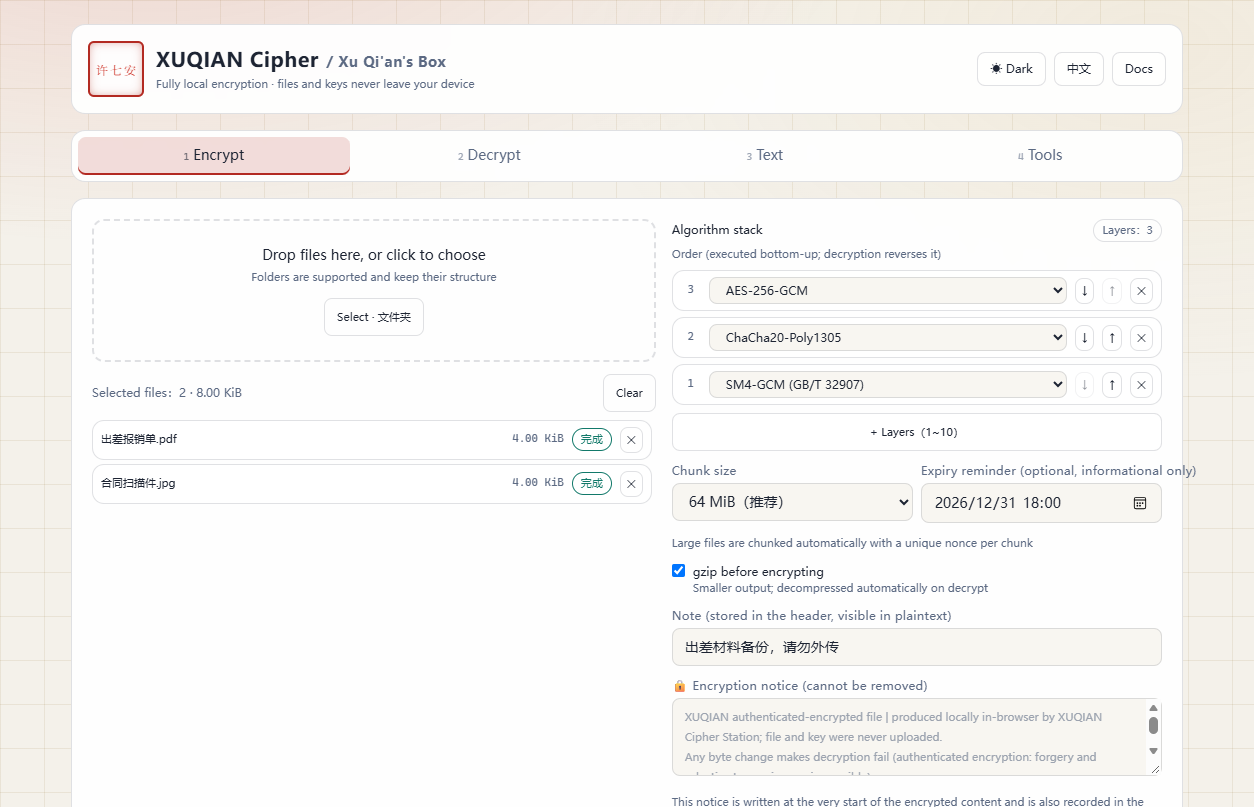 许七安
XUQIAN Cipher / Xu Qi'an's Box
Fully local encryption · files and keys never leave your device
☀ Dark
中文
Docs
1 Encrypt
2 Decrypt
3 Text
4 Tools
Drop files here, or click to choose
Folders are supported and keep their structure
Select · 文件夹
Selected files: 2 · 8.00 KiB
Clear
出差报销单.pdf 4.00 KiB 完成 ×
合同扫描件.jpg 4.00 KiB 完成 ×
Algorithm stack
Layers: 3
Order (executed bottom-up; decryption reverses it)
3 AES-256-GCM ↓ ↑ ×
2 ChaCha20-Poly1305 ↓ ↑ ×
1 SM4-GCM (GB/T 32907) ↓ ↑ ×
+ Layers (1~10)
Chunk size
Expiry reminder (optional, informational only)
64 MiB（推荐）
2026/12/31 18:00
Large files are chunked automatically with a unique nonce per chunk
gzip before encrypting
Smaller output; decompressed automatically on decrypt
Note (stored in the header, visible in plaintext)
出差材料备份，请勿外传
🔒 Encryption notice (cannot be removed)
XUQIAN authenticated-encrypted file | produced locally in-browser by XUQIAN
Cipher Station; file and key were never uploaded.
Any byte change makes decryption fail (authenticated encryption: forgery and
This notice is written at the very start of the encrypted content and is also recorded in the